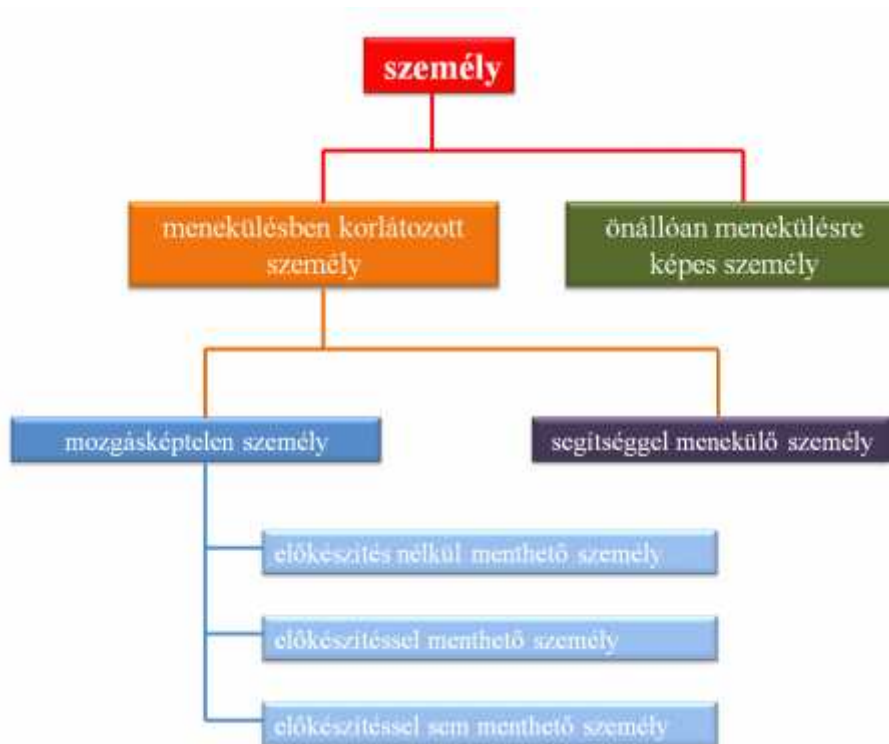 személy
menekülésben korlátozott
személy
önállóan menekülésre
képes személy
mozgásképtelen személy
segítséggel menekülő személy
előkészítés nélkül menthető személy
előkészítéssel menthető személy
előkészítéssel sem menthető személy